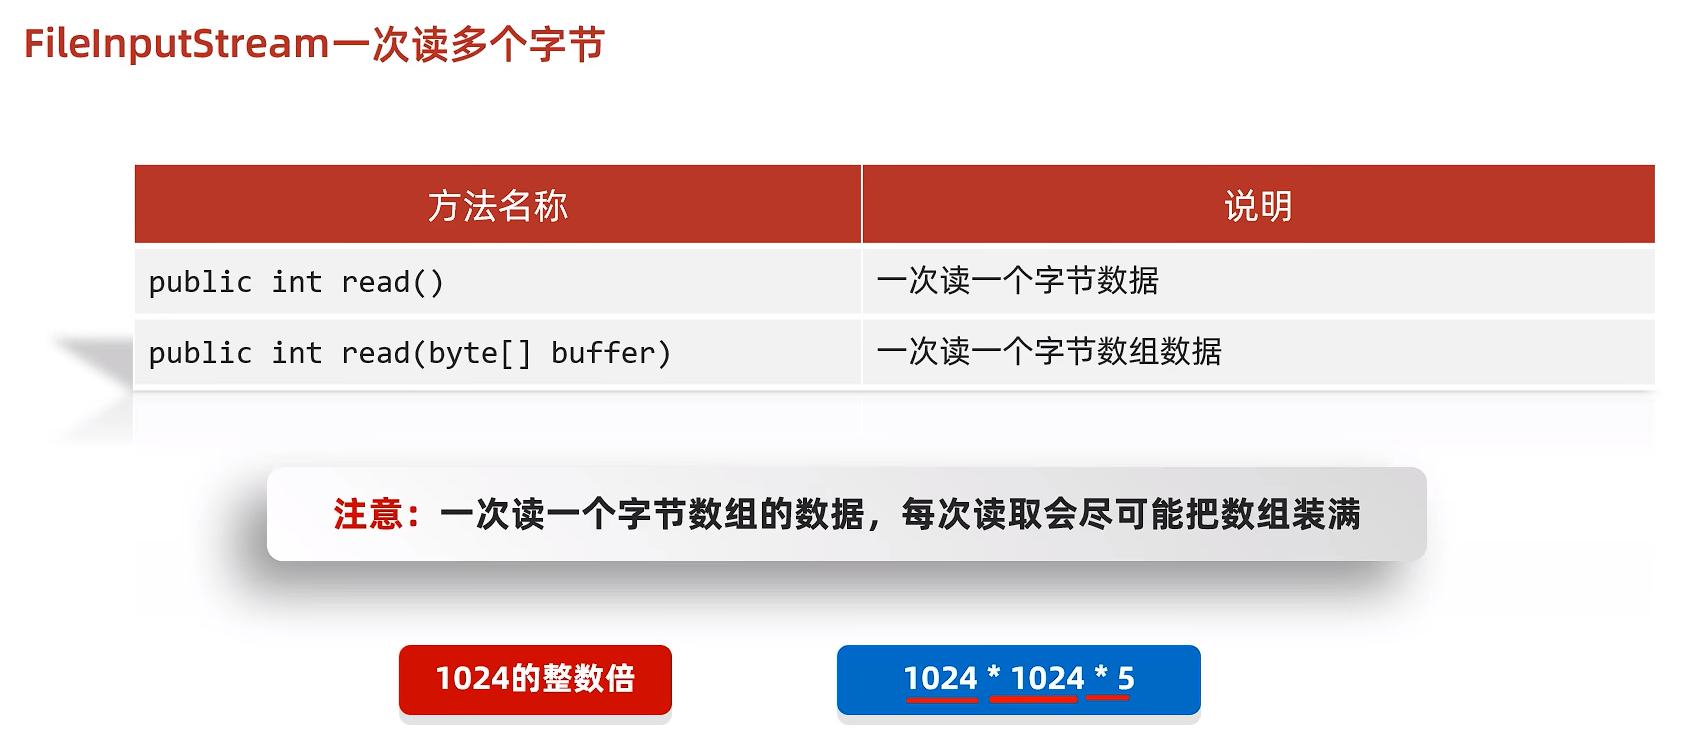 FileInputStream一次读多个字节
方法名称 说明
public int read() 一次读一个字节数据
public int read(byte[] buffer) 一次读一个字节数组数据
注意：一次读一个字节数组的数据，每次读取会尽可能把数组装满
1024的整数倍 1024 * 1024 * 5